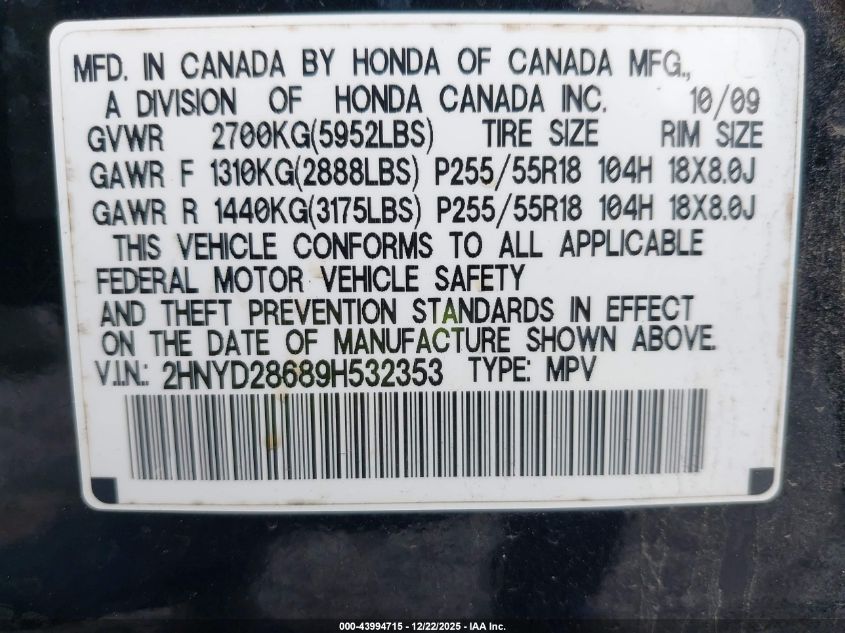 MFD. IN CANADA BY HONDA OF CANADA MFG.,
A DIVISION OF HONDA CANADA INC. 10/09
GVWR 2700KG(5952LBS) TIRE SIZE RIM SIZE
GAWR F 1310KG(2888LBS) P255/55R18 104H 18X8.0J
GAWR R 1440KG(3175LBS) P255/55R18 104H 18X8.0J
THIS VEHICLE CONFORMS TO ALL APPLICABLE
FEDERAL MOTOR VEHICLE SAFETY
AND THEFT PREVENTION STANDARDS IN EFFECT
ON THE DATE OF MANUFACTURE SHOWN ABOVE.
V.I.N.: 2HNYD28689H532353 TYPE: MPV
000-43994715 - 12/22/2025 - IAA Inc.